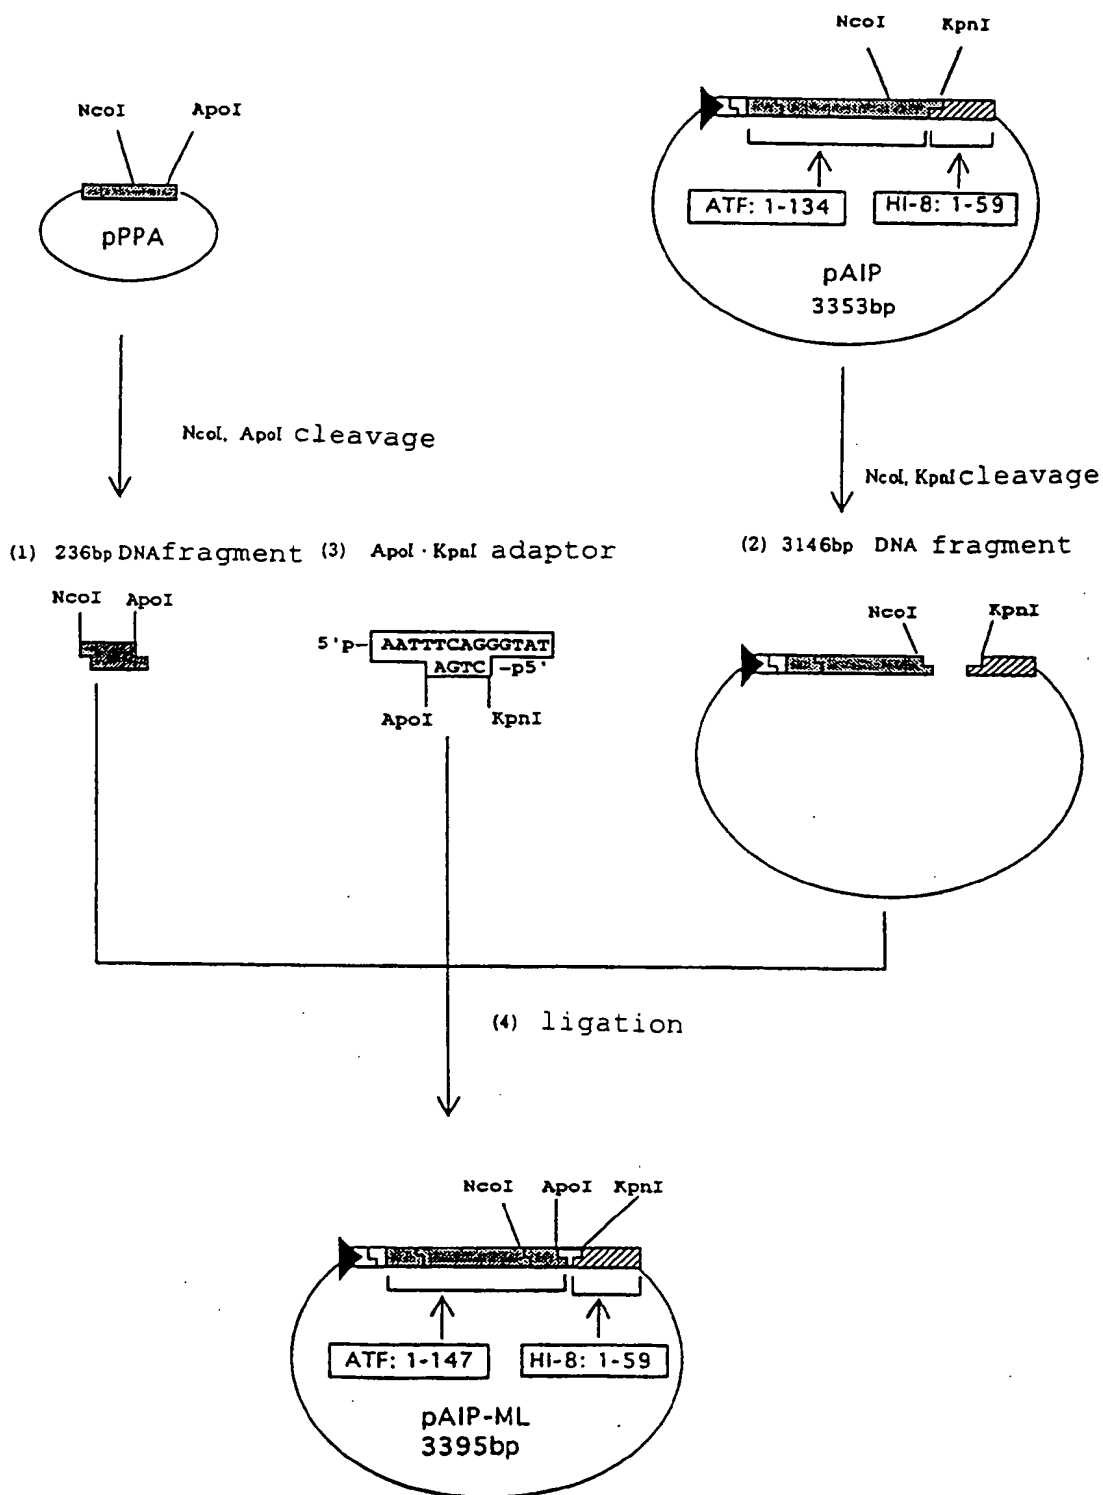 NcoI
ApoI
pPPA
NcoI KpnI
ATF: 1-134
HI-8: 1-59
pAIP
3353bp
NcoI, ApoI cleavage
NcoI, KpnI cleavage
(1) 236bp DNA fragment
(3) ApoI · KpnI adaptor
(2) 3146bp DNA fragment
NcoI ApoI
5'p- AATTTCAGGGTAT
AGTC -p5'
ApoI KpnI
NcoI KpnI
(4) ligation
NcoI ApoI KpnI
ATF: 1-147
HI-8: 1-59
pAIP-ML
3395bp